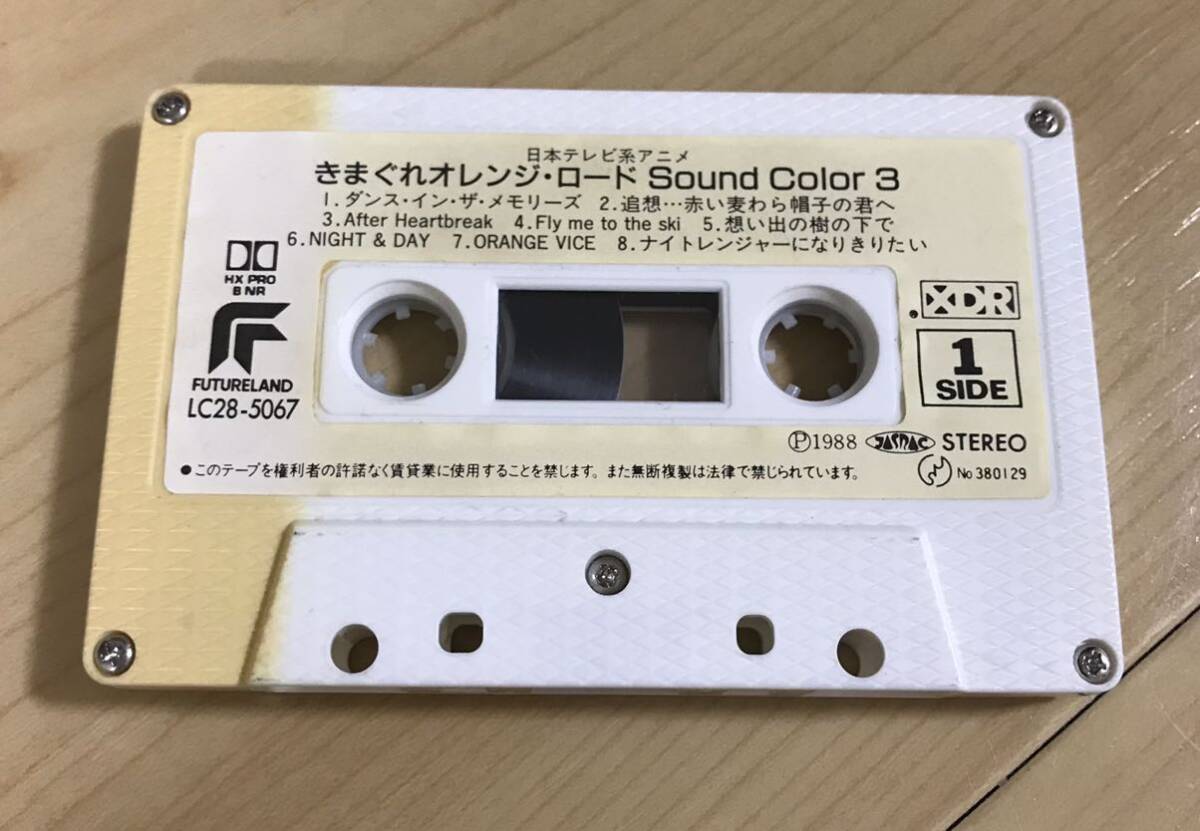 日本テレビ系アニメ
きまぐれオレンジ・ロード Sound Color 3
1.ダンス・イン・ザ・メモリーズ 2.追想…赤い麦わら帽子の君へ
3.After Heartbreak 4.Fly me to the ski 5.想い出の樹の下で
6.NIGHT & DAY 7.ORANGE VICE 8.ナイトレンジャーになりきりたい
HX PRO
B NR
FUTURELAND
LC28-5067
XDR
1
SIDE
Ⓟ1988 JASRAC STEREO
●このテープを権利者の許諾なく賃貸業に使用することを禁じます。また無断複製は法律で禁じられています。
No 380129